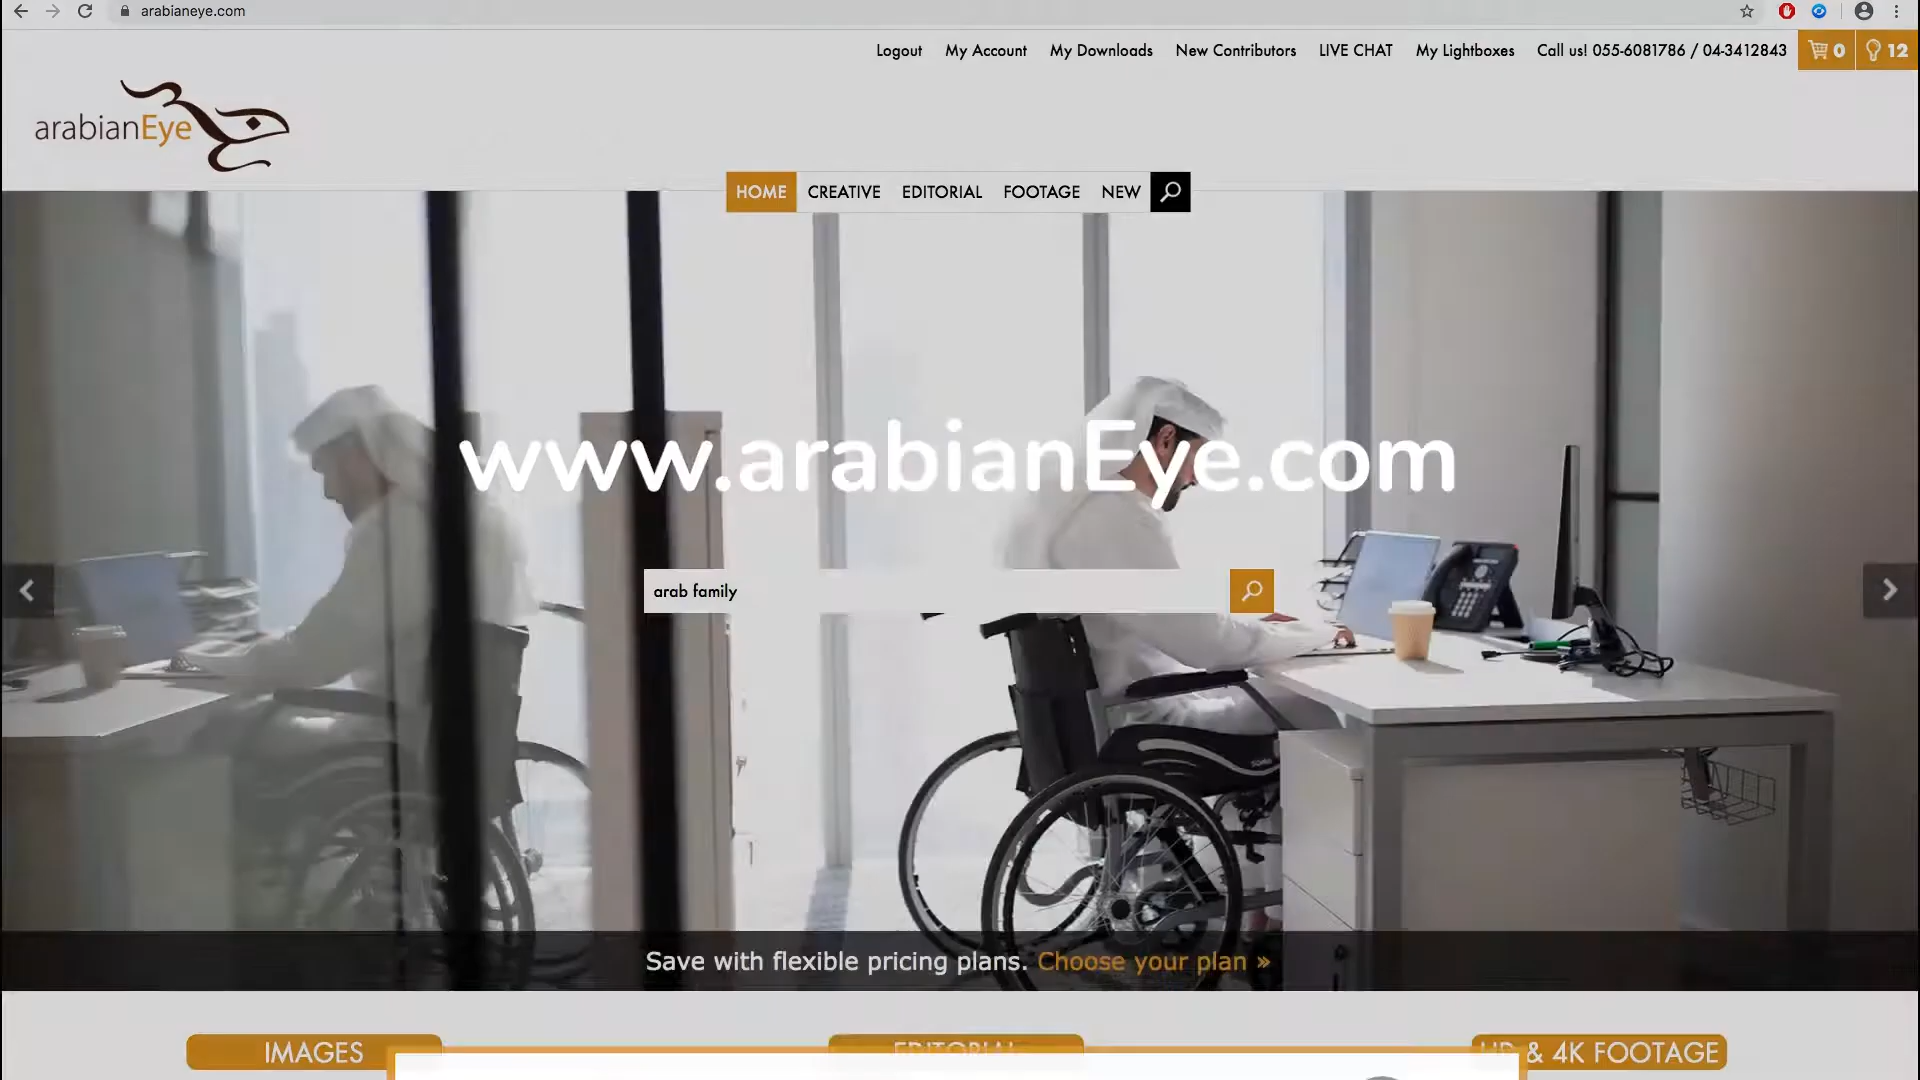 arabianeye.com
Logout My Account My Downloads New Contributors LIVE CHAT My Lightboxes Call us! 055-6081786 / 04-3412843 0 12
arabianEye
HOME CREATIVE EDITORIAL FOOTAGE NEW
www.arabianEye.com
arab family
Save with flexible pricing plans. Choose your plan »
IMAGES EDITORIAL HD & 4K FOOTAGE